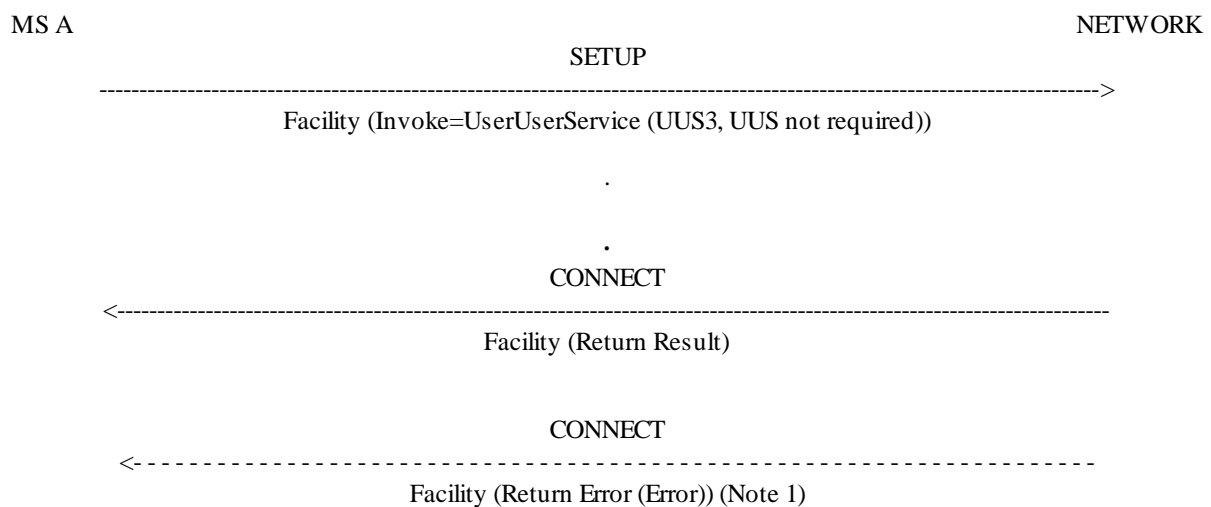 MS A NETWORK
SETUP
------------------------------------------------------------------------------------------------------------------------------>
Facility (Invoke=UserUserService (UUS3, UUS not required))
.
.
CONNECT
<-----------------------------------------------------------------------------------------------------------------------------
Facility (Return Result)
CONNECT
<- - - - - - - - - - - - - - - - - - - - - - - - - - - - - - - - - - - - - - - - - - - - - - - - - - - - - - - - - - - - - - - - - - - - -
Facility (Return Error (Error)) (Note 1)